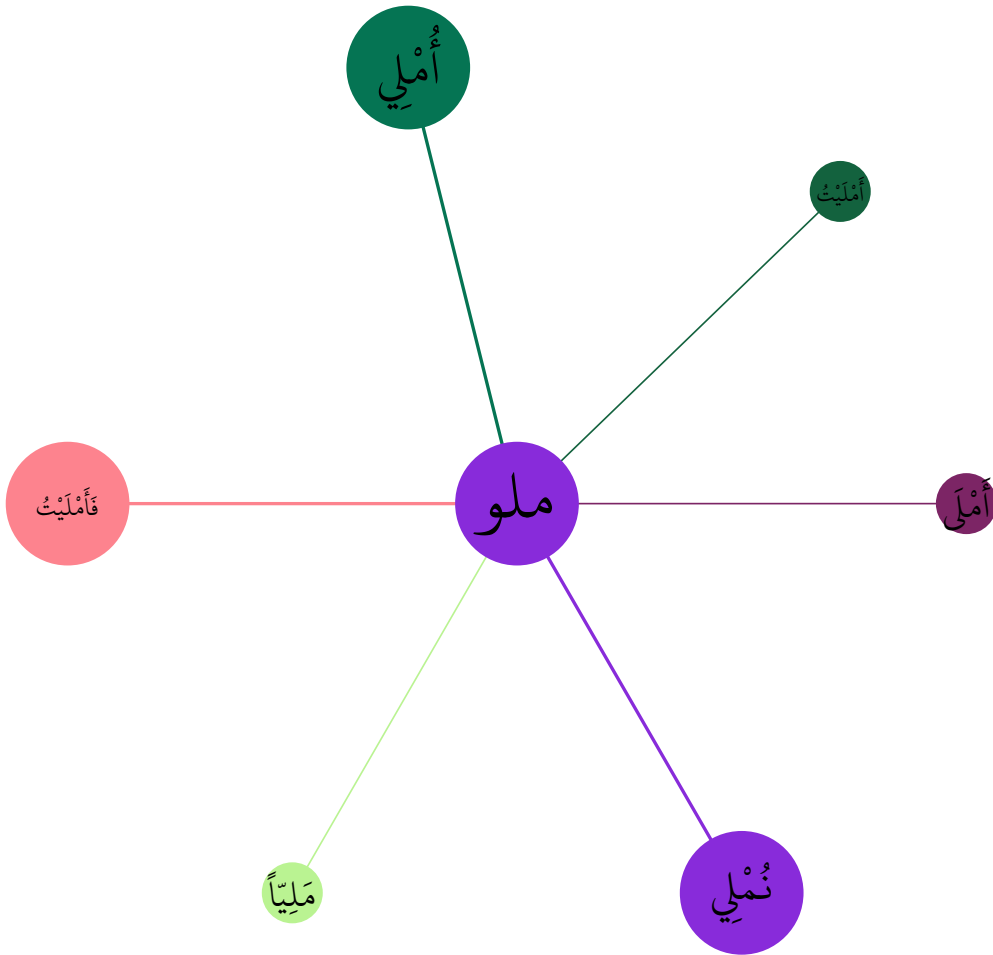 أُمْلِي
أَمْلَيْتُ
فَأَمْلَيْتُ
ملو
أَمْلَى
مَلِيّاً
نُمْلِي